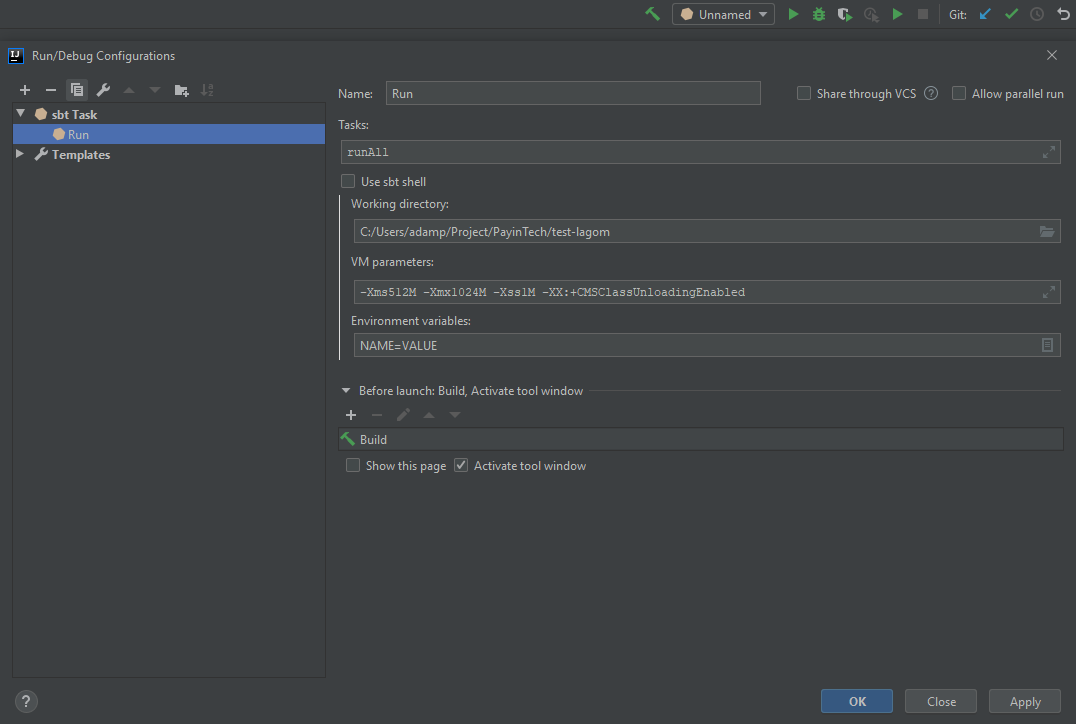 Unnamed
Git:
IJ
Run/Debug Configurations
sbt Task
Run
Templates
Name:
Run
Share through VCS
?
Allow parallel run
Tasks:
runAll
Use sbt shell
Working directory:
C:/Users/adamp/Project/PayinTech/test-lagom
VM parameters:
-Xms512M -Xmx1024M -Xss1M -XX:+CMSClassUnloadingEnabled
Environment variables:
NAME=VALUE
Before launch: Build, Activate tool window
Build
Show this page
Activate tool window
?
OK
Close
Apply